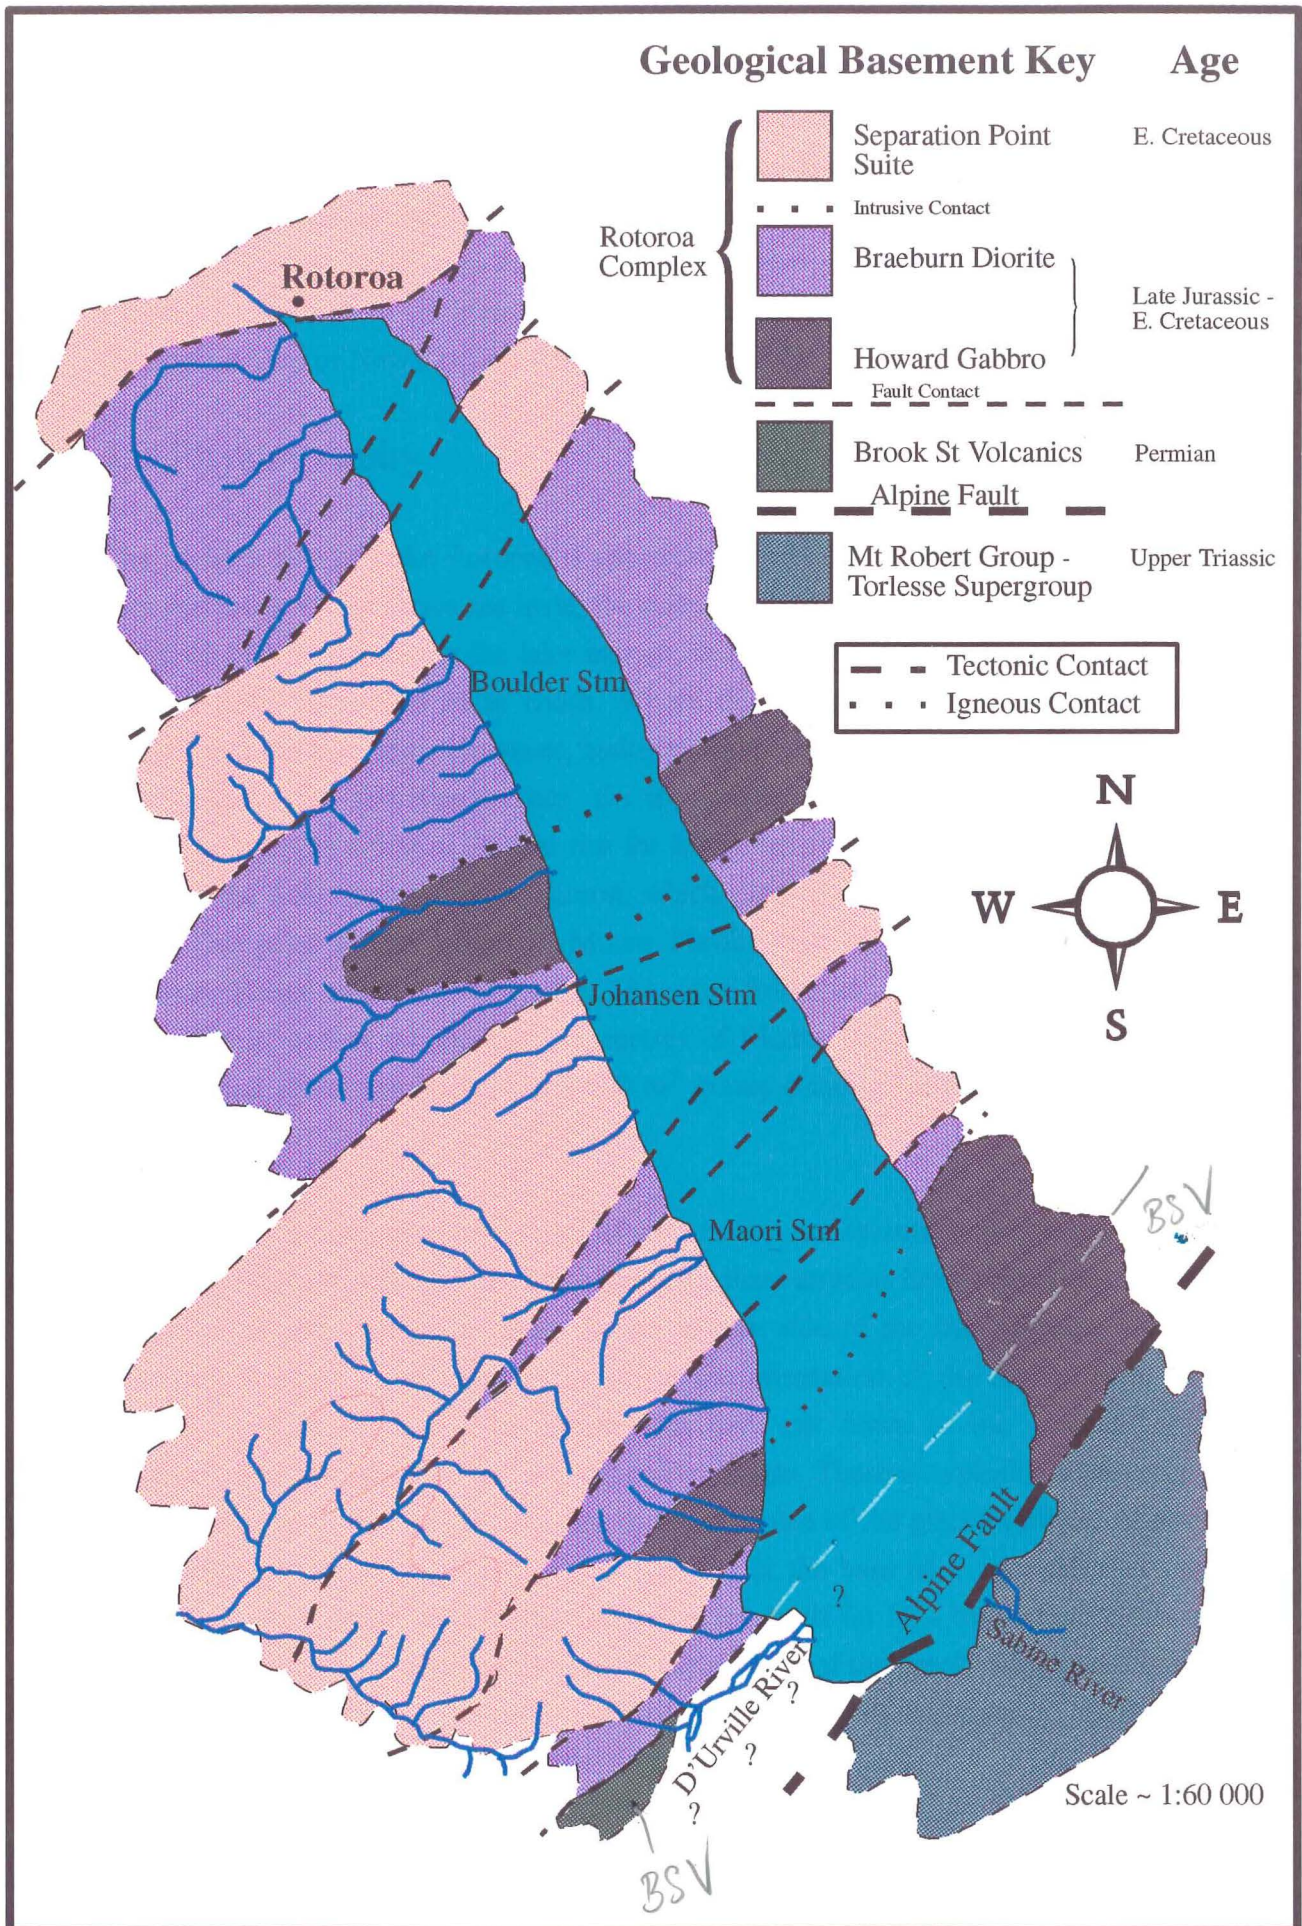 Geological Basement Key Age
Separation Point
Suite
E. Cretaceous
Intrusive Contact
Rotoroa
Complex
Braeburn Diorite
Late Jurassic -
E. Cretaceous
Howard Gabbro
Fault Contact
Brook St Volcanics
Permian
Alpine Fault
Mt Robert Group -
Torlesse Supergroup
Upper Triassic
Tectonic Contact
Igneous Contact
N
W E
S
Rotoroa
Boulder Stm
Johansen Stm
Maori Stm
BSV
Alpine Fault
?
Sabine River
D'Urville River
?
?
?
Scale ~ 1:60 000
BSV